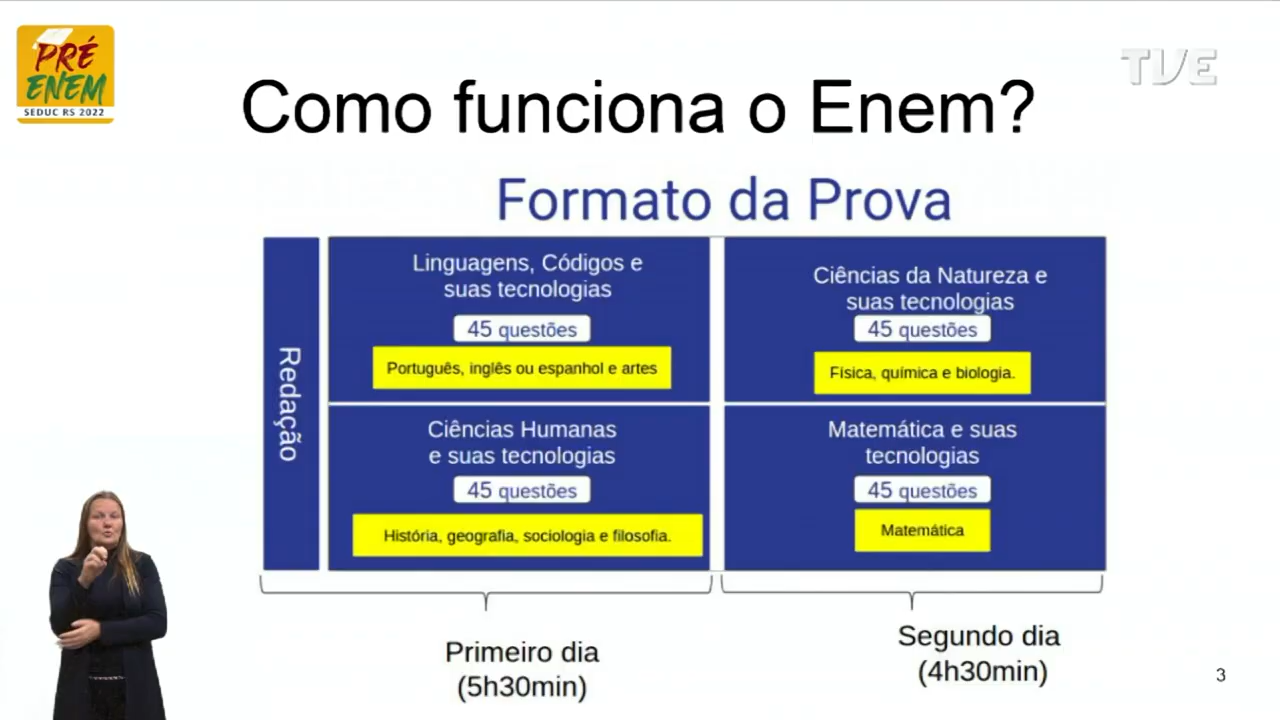 PRÉ
ENEM
SEDUC RS 2022
TVE
Como funciona o Enem?
Formato da Prova
Redação
Linguagens, Códigos e
suas tecnologias
45 questões
Português, inglês ou espanhol e artes
Ciências da Natureza e
suas tecnologias
45 questões
Física, química e biologia.
Ciências Humanas
e suas tecnologias
45 questões
História, geografia, sociologia e filosofia.
Matemática e suas
tecnologias
45 questões
Matemática
Primeiro dia
(5h30min)
Segundo dia
(4h30min)
3